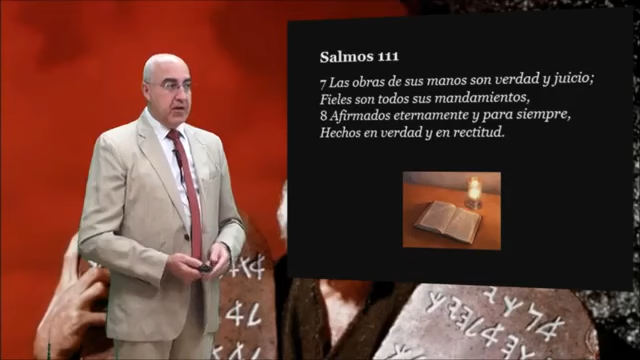 Salmos 111
7 Las obras de sus manos son verdad y juicio;
Fieles son todos sus mandamientos,
8 Afirmados eternamente y para siempre,
Hechos en verdad y en rectitud.